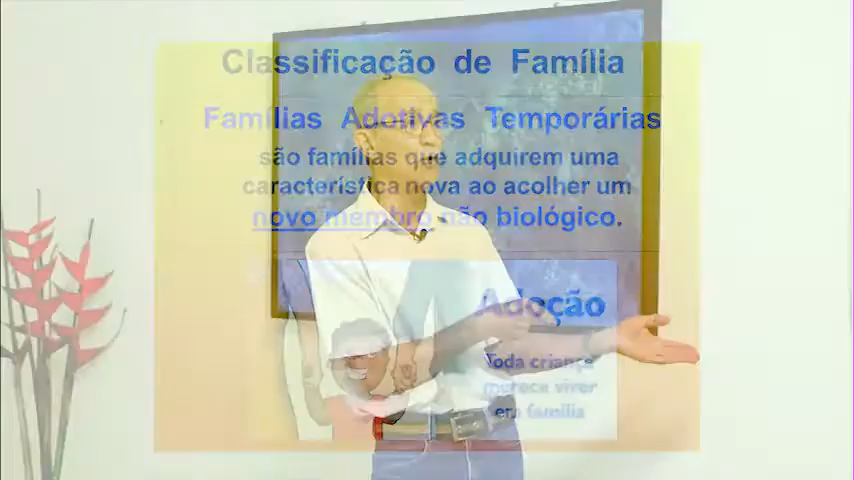 Classificação de Família
Famílias Adotivas Temporárias
são famílias que adquirem uma
característica nova ao acolher um
novo membro não biológico.
Adoção
Toda criança
merece viver
em família